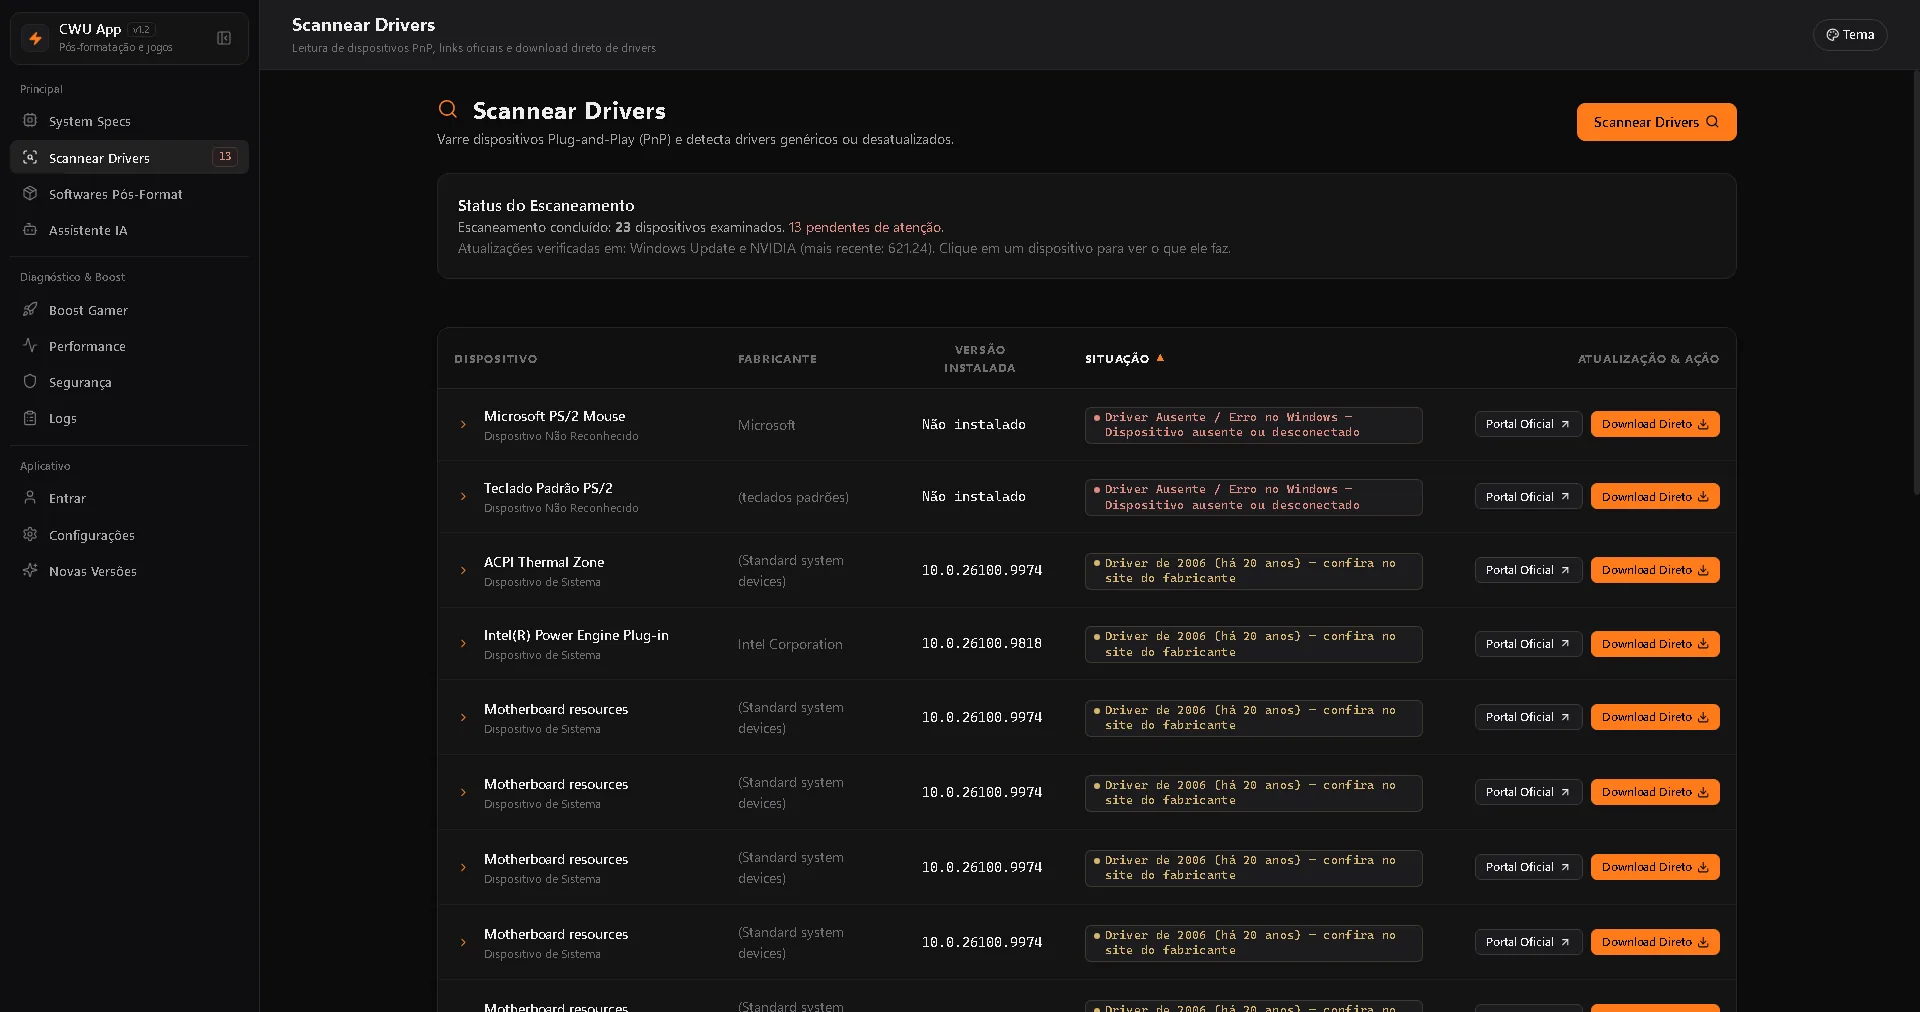 CWU App v1.2
Pós-formatação e jogos
Principal
System Specs
Scannear Drivers 13
Softwares Pós-Format
Assistente IA
Diagnóstico & Boost
Boost Gamer
Performance
Segurança
Logs
Aplicativo
Entrar
Configurações
Novas Versões
Scannear Drivers
Leitura de dispositivos PnP, links oficiais e download direto de drivers
Tema
Scannear Drivers
Varre dispositivos Plug-and-Play (PnP) e detecta drivers genéricos ou desatualizados.
Scannear Drivers
Status do Escaneamento
Escaneamento concluído: 23 dispositivos examinados. 13 pendentes de atenção.
Atualizações verificadas em: Windows Update e NVIDIA (mais recente: 621.24). Clique em um dispositivo para ver o que ele faz.
DISPOSITIVO
FABRICANTE
VERSÃO
INSTALADA
SITUAÇÃO
ATUALIZAÇÃO & AÇÃO
Microsoft PS/2 Mouse
Dispositivo Não Reconhecido
Microsoft
Não instalado
Driver Ausente / Erro no Windows —
Dispositivo ausente ou desconectado
Portal Oficial
Download Direto
Teclado Padrão PS/2
Dispositivo Não Reconhecido
(teclados padrões)
Não instalado
Driver Ausente / Erro no Windows —
Dispositivo ausente ou desconectado
Portal Oficial
Download Direto
ACPI Thermal Zone
Dispositivo de Sistema
(Standard system
devices)
10.0.26100.9974
Driver de 2006 (há 20 anos) — confira no
site do fabricante
Portal Oficial
Download Direto
Intel(R) Power Engine Plug-in
Dispositivo de Sistema
Intel Corporation
10.0.26100.9818
Driver de 2006 (há 20 anos) — confira no
site do fabricante
Portal Oficial
Download Direto
Motherboard resources
Dispositivo de Sistema
(Standard system
devices)
10.0.26100.9974
Driver de 2006 (há 20 anos) — confira no
site do fabricante
Portal Oficial
Download Direto
Motherboard resources
Dispositivo de Sistema
(Standard system
devices)
10.0.26100.9974
Driver de 2006 (há 20 anos) — confira no
site do fabricante
Portal Oficial
Download Direto
Motherboard resources
Dispositivo de Sistema
(Standard system
devices)
10.0.26100.9974
Driver de 2006 (há 20 anos) — confira no
site do fabricante
Portal Oficial
Download Direto
Motherboard resources
Dispositivo de Sistema
(Standard system
devices)
10.0.26100.9974
Driver de 2006 (há 20 anos) — confira no
site do fabricante
Portal Oficial
Download Direto
Motherboard resources
(Standard system
Driver de 2006 (há 20 anos) — confira no